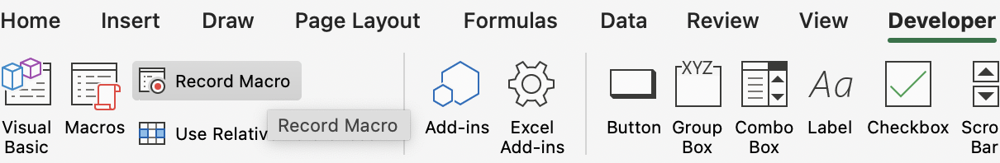 Home Insert Draw Page Layout Formulas Data Review View Developer
Record Macro
XYZ
Aa
Visual Basic
Macros
Use Relativ
Record Macro
Add-ins
Excel Add-ins
Button
Group Box
Combo Box
Label
Checkbox
Scro
Bar